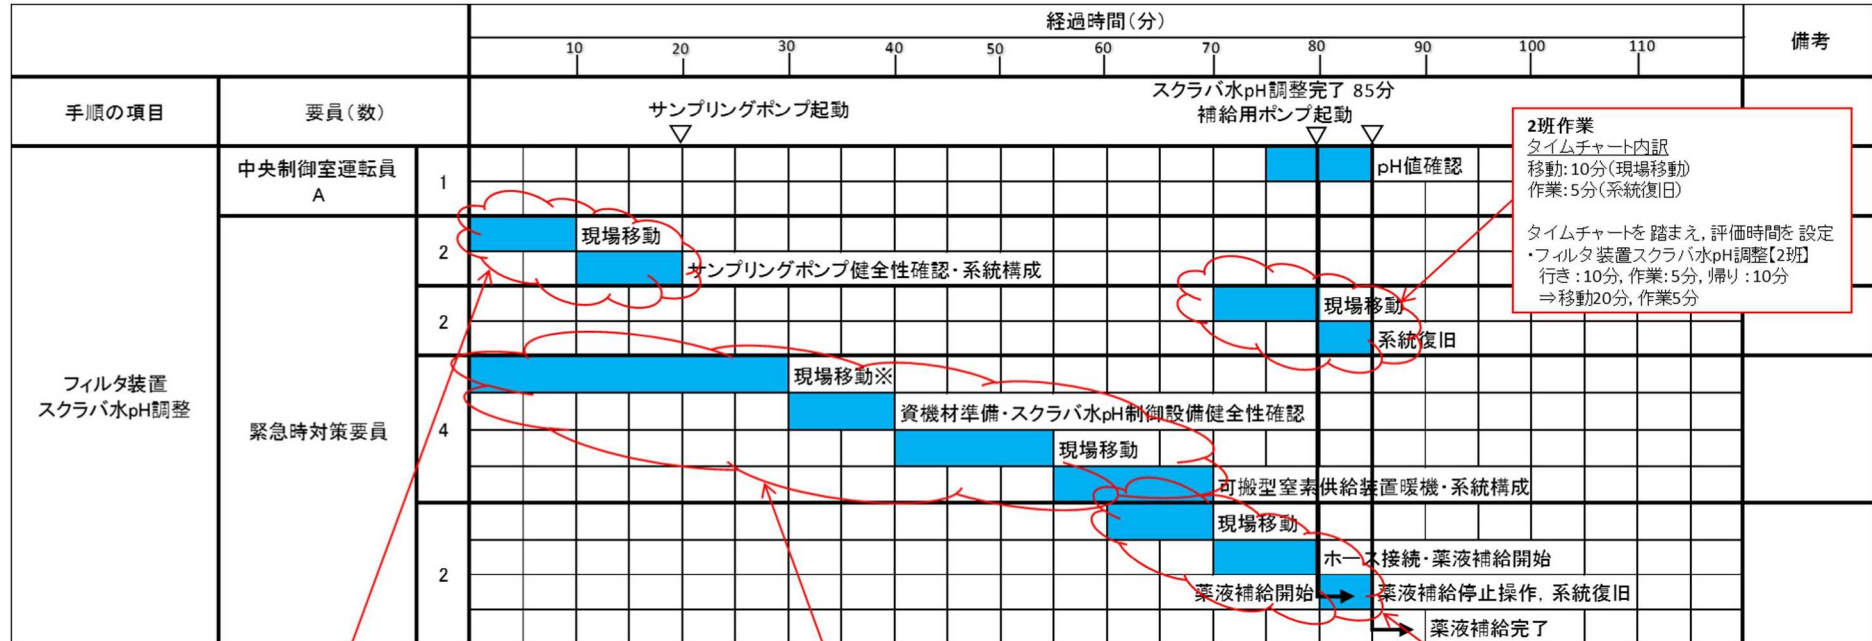 経過時間(分)
備考
10 20 30 40 50 60 70 80 90 100 110
手順の項目
要員(数)
サンプリングポンプ起動
スクラバ水pH調整完了 85分
補給用ポンプ起動
2班作業
タイムチャート内訳
移動:10分(現場移動)
作業:5分(系統復旧)
タイムチャートを踏まえ,評価時間を設定
・フィルタ装置スクラバ水pH調整【2班】
行き:10分,作業:5分,帰り:10分
⇒移動20分,作業5分
フィルタ装置
スクラバ水pH調整
中央制御室運転員
A
1
pH値確認
緊急時対策要員
2
現場移動
サンプリングポンプ健全性確認・系統構成
2
現場移動
系統復旧
4
現場移動※
資機材準備・スクラバ水pH制御設備健全性確認
現場移動
可搬型窒素供給装置暖機・系統構成
2
現場移動
ホース接続・薬液補給開始
薬液補給開始
薬液補給停止操作,系統復旧
薬液補給完了